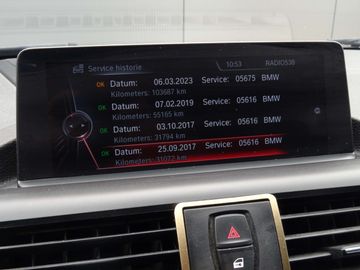 Service historie 10:53 RADIO538
OK Datum: 06.03.2023 Service: 05675 BMW
Kilometers: 103687 km
OK Datum: 07.02.2019 Service: 05616 BMW
Kilometers: 55165 km
OK Datum: 03.10.2017 Service: 05616 BMW
Kilometers: 31794 km
OK Datum: 25.09.2017 Service: 05616 BMW
Kilometers: 31072 km